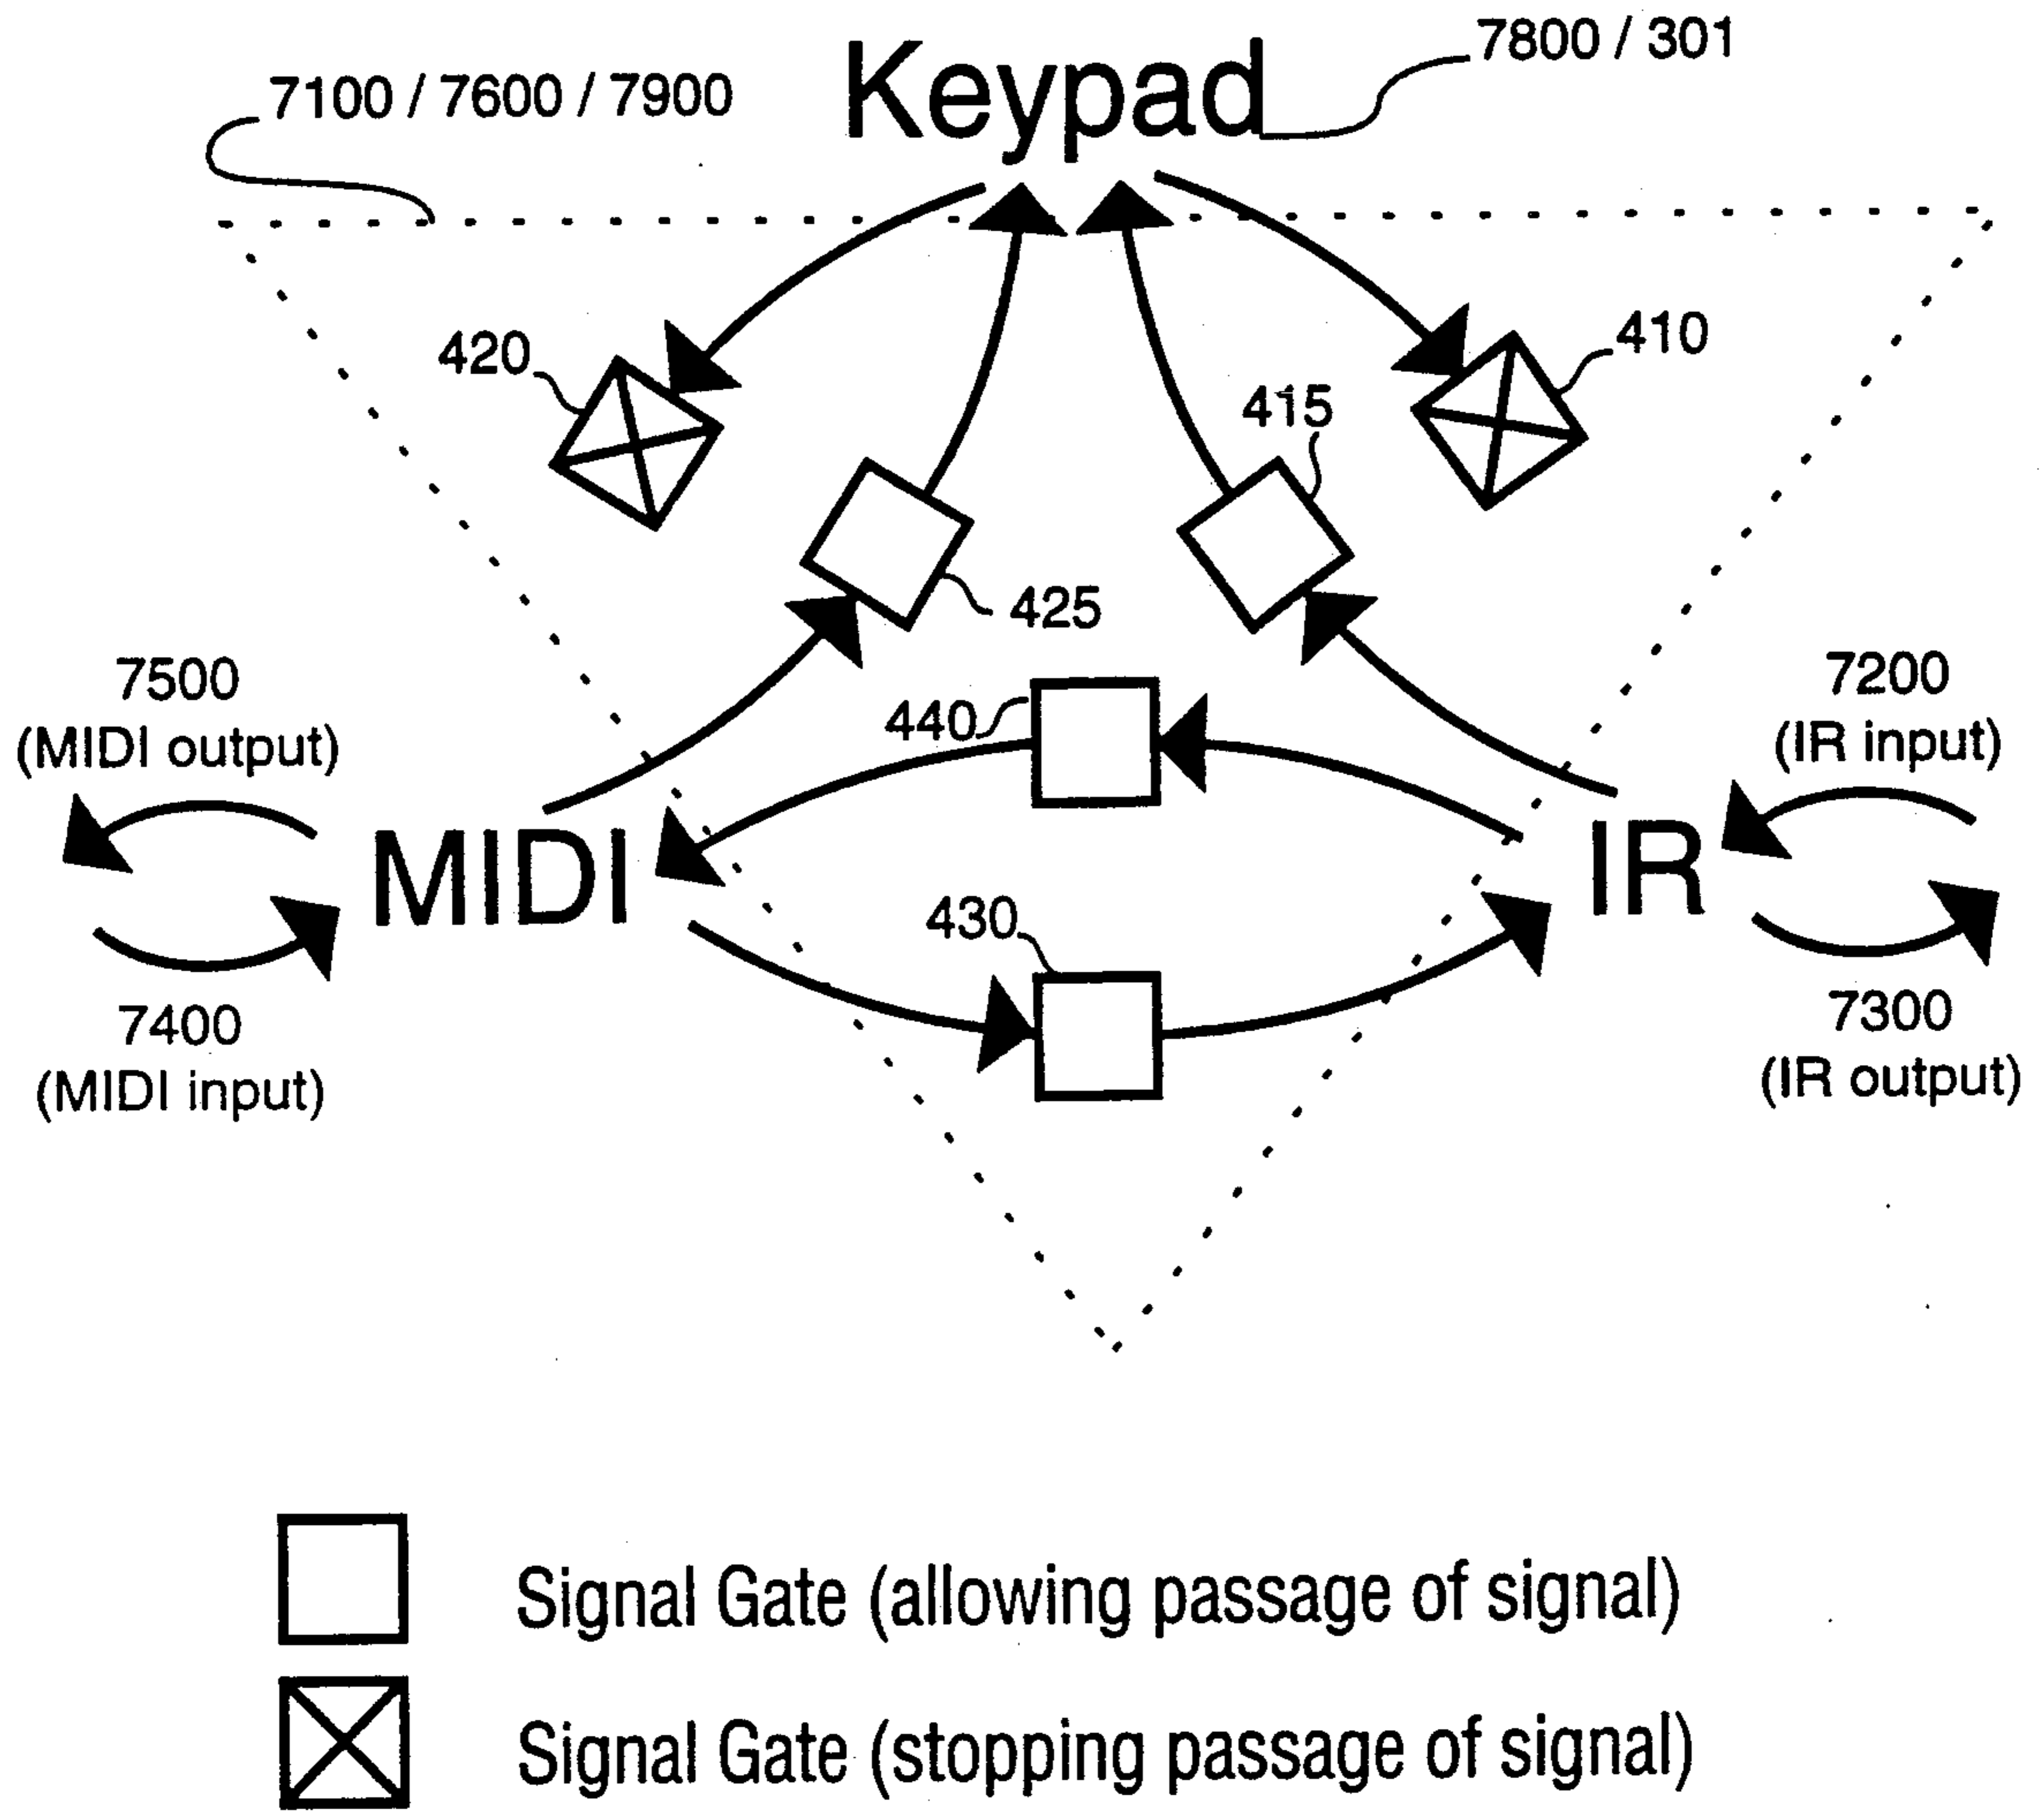 7800 / 301
Keypad
7100 / 7600 / 7900
420
410
415
425
7500
(MIDI output)
440
7200
(IR input)
MIDI
IR
430
7400
(MIDI input)
7300
(IR output)
Signal Gate (allowing passage of signal)
Signal Gate (stopping passage of signal)